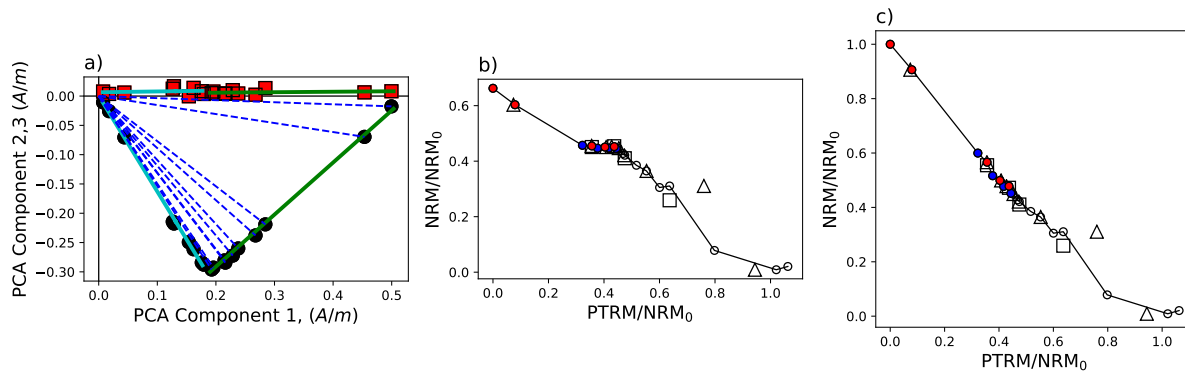 a)
0.00
−0.05
−0.10
−0.15
−0.20
−0.25
−0.30
PCA Component 2,3 (A/m)
0.0 0.1 0.2 0.3 0.4 0.5
PCA Component 1, (A/m)
b)
0.6
0.4
0.2
0.0
NRM/NRM₀
0.0 0.2 0.4 0.6 0.8 1.0
PTRM/NRM₀
c)
1.0
0.8
0.6
0.4
0.2
0.0
NRM/NRM₀
0.0 0.2 0.4 0.6 0.8 1.0
PTRM/NRM₀